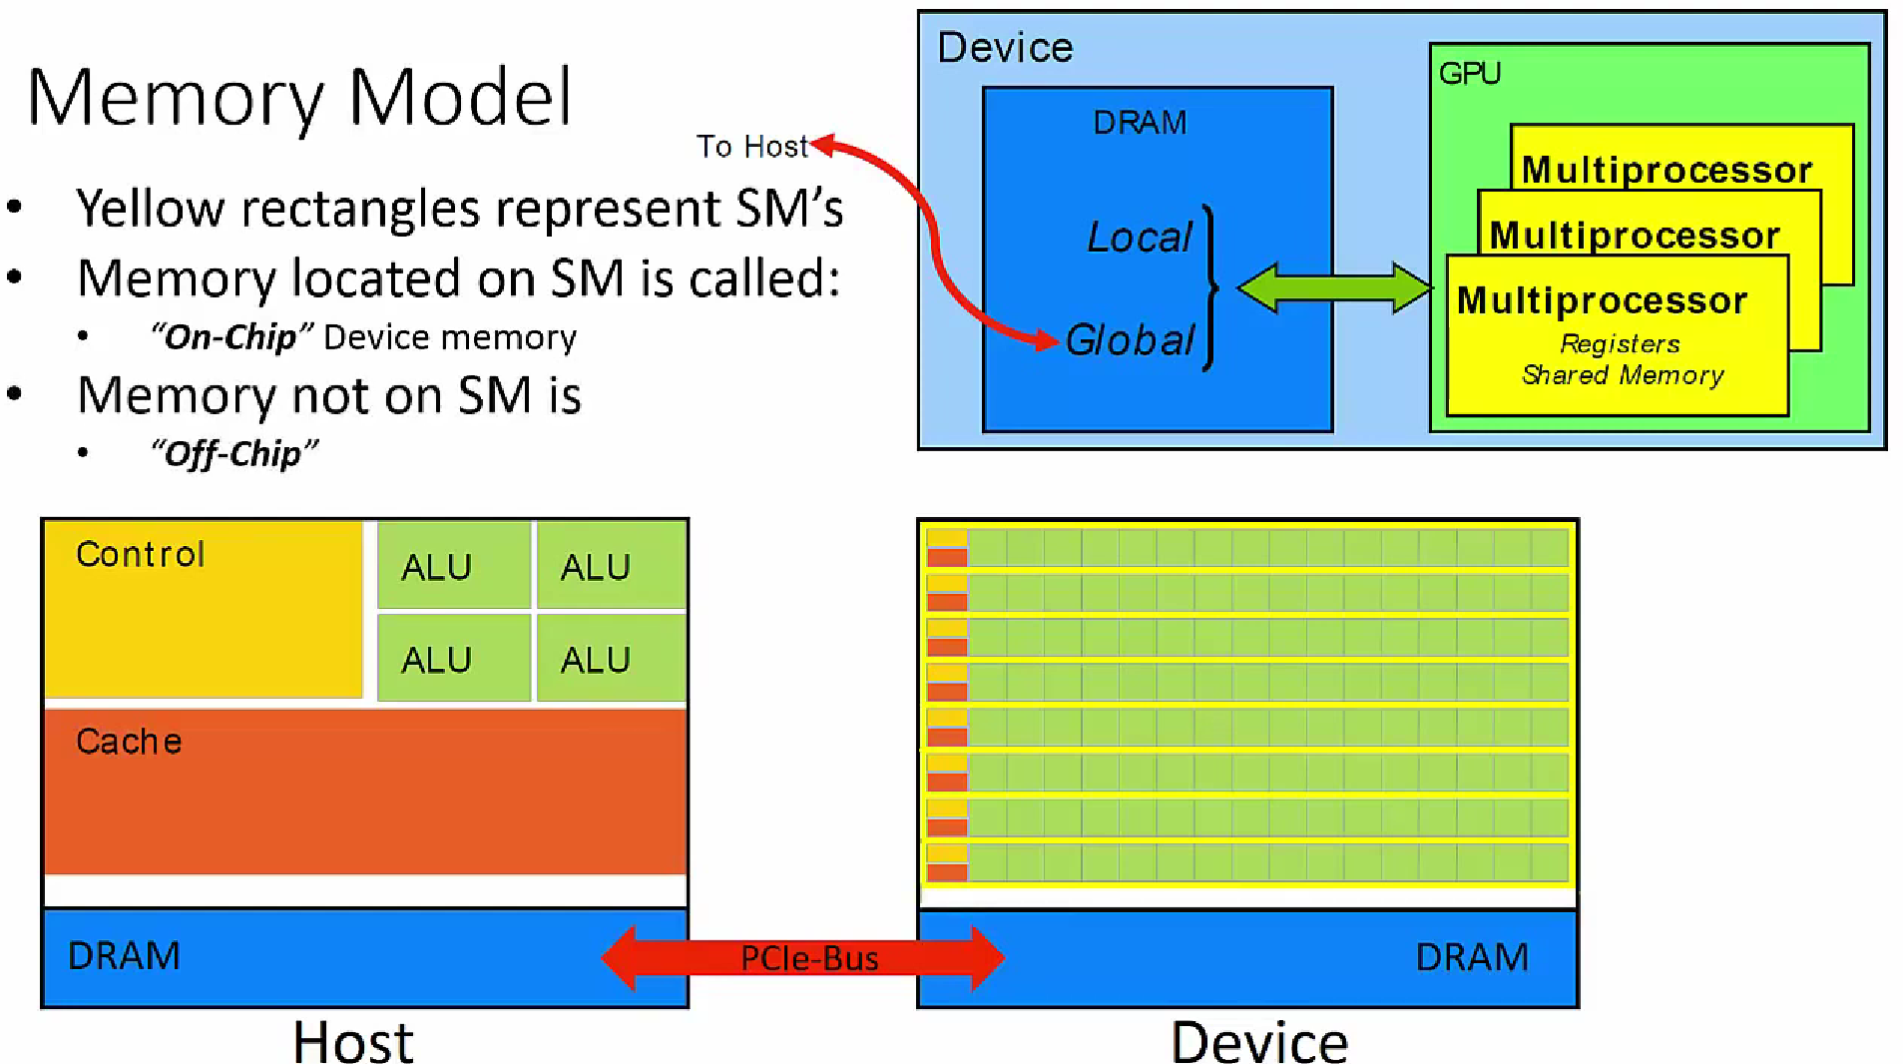 Memory Model
• Yellow rectangles represent SM's
• Memory located on SM is called:
• “On-Chip” Device memory
• Memory not on SM is
• “Off-Chip”
To Host
Device
DRAM
Local
Global
GPU
Multiprocessor
Multiprocessor
Multiprocessor
Registers
Shared Memory
Control
ALU ALU
ALU ALU
Cache
DRAM
PCIe-Bus
DRAM
Host
Device